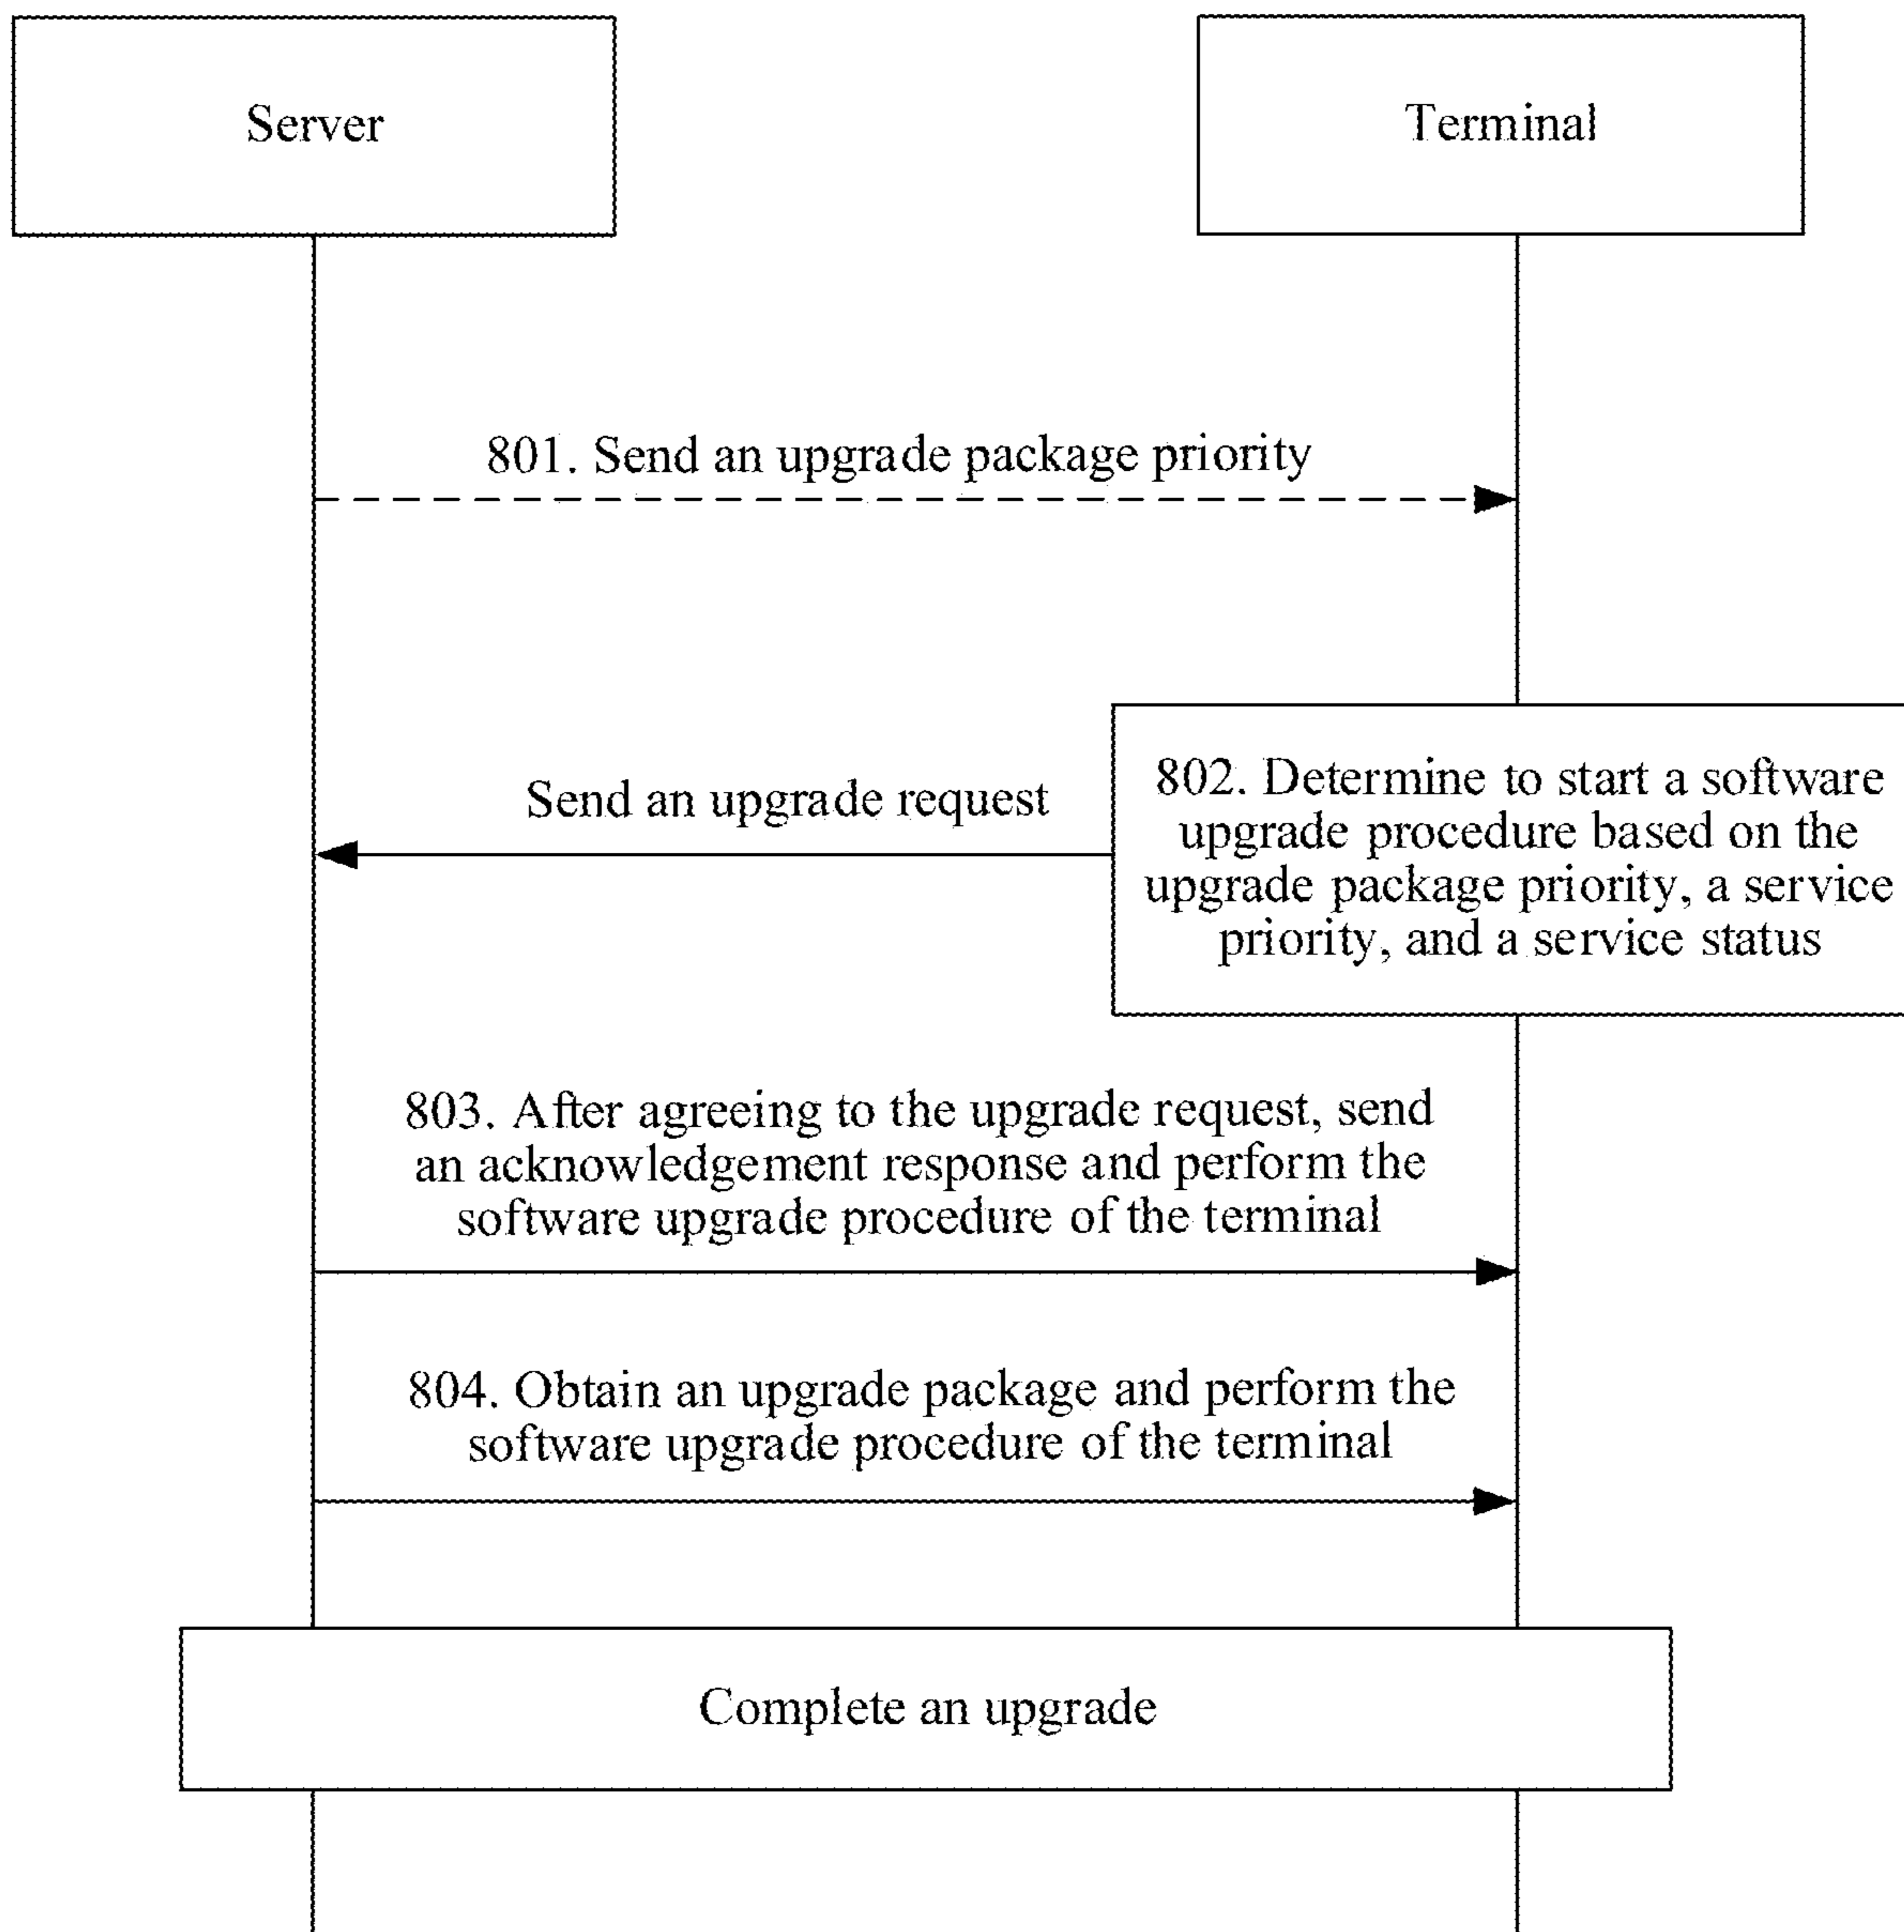 Server
Terminal
801. Send an upgrade package priority
Send an upgrade request
802. Determine to start a software
upgrade procedure based on the
upgrade package priority, a service
priority, and a service status
803. After agreeing to the upgrade request, send
an acknowledgement response and perform the
software upgrade procedure of the terminal
804. Obtain an upgrade package and perform the
software upgrade procedure of the terminal
Complete an upgrade